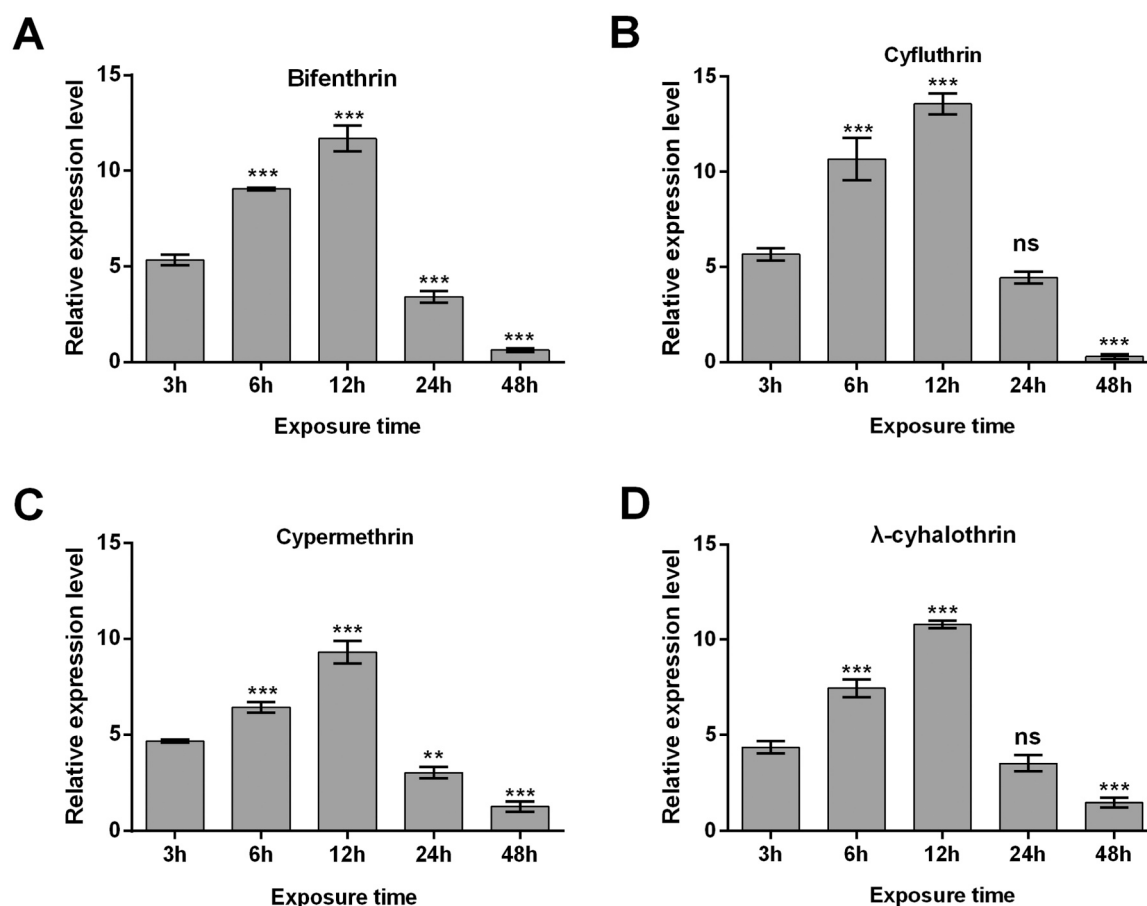 A
Bifenthrin
Relative expression level
15
10
5
0
***
***
***
***
3h 6h 12h 24h 48h
Exposure time
B
Cyfluthrin
Relative expression level
15
10
5
0
***
***
ns
***
3h 6h 12h 24h 48h
Exposure time
C
Cypermethrin
Relative expression level
15
10
5
0
***
***
**
***
3h 6h 12h 24h 48h
Exposure time
D
λ-cyhalothrin
Relative expression level
15
10
5
0
***
***
ns
***
3h 6h 12h 24h 48h
Exposure time